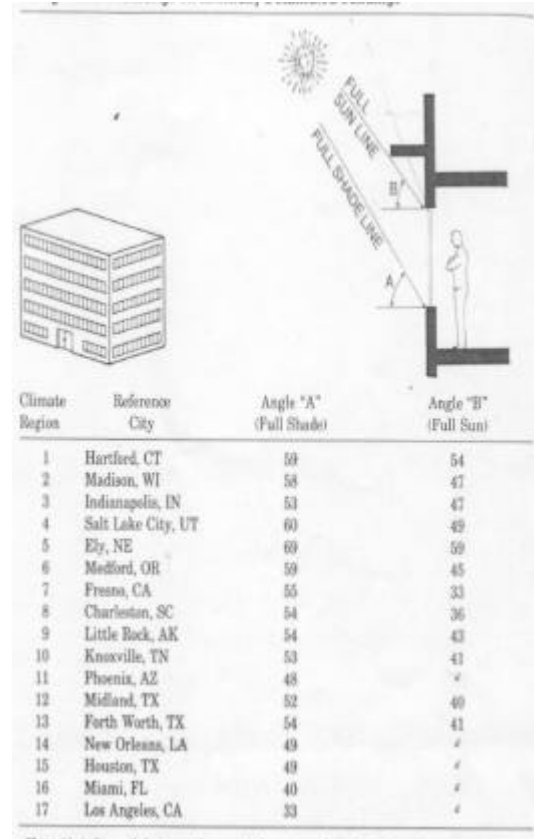 FULL
SUN LINE
FULL SHADE LINE
B
A
Climate Region Reference City Angle "A" (Full Shade) Angle "B" (Full Sun)
1 Hartford, CT 59 54
2 Madison, WI 58 47
3 Indianapolis, IN 53 47
4 Salt Lake City, UT 60 49
5 Ely, NE 69 59
6 Medford, OR 59 45
7 Fresno, CA 55 33
8 Charleston, SC 54 36
9 Little Rock, AK 54 43
10 Knoxville, TN 53 41
11 Phoenix, AZ 48
12 Midland, TX 52 40
13 Forth Worth, TX 54 41
14 New Orleans, LA 49
15 Houston, TX 49
16 Miami, FL 40
17 Los Angeles, CA 33